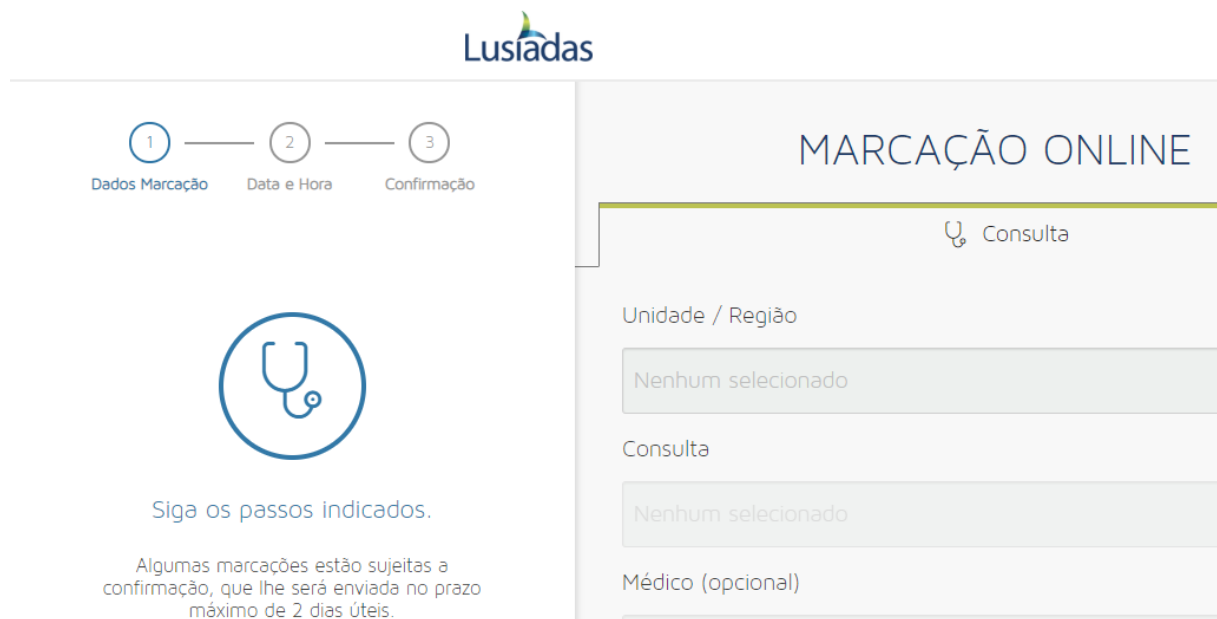 Lusíadas
1
2
3
Dados Marcação
Data e Hora
Confirmação
Siga os passos indicados.
Algumas marcações estão sujeitas a
confirmação, que lhe será enviada no prazo
máximo de 2 dias úteis.
MARCAÇÃO ONLINE
Consulta
Unidade / Região
Nenhum selecionado
Consulta
Nenhum selecionado
Médico (opcional)